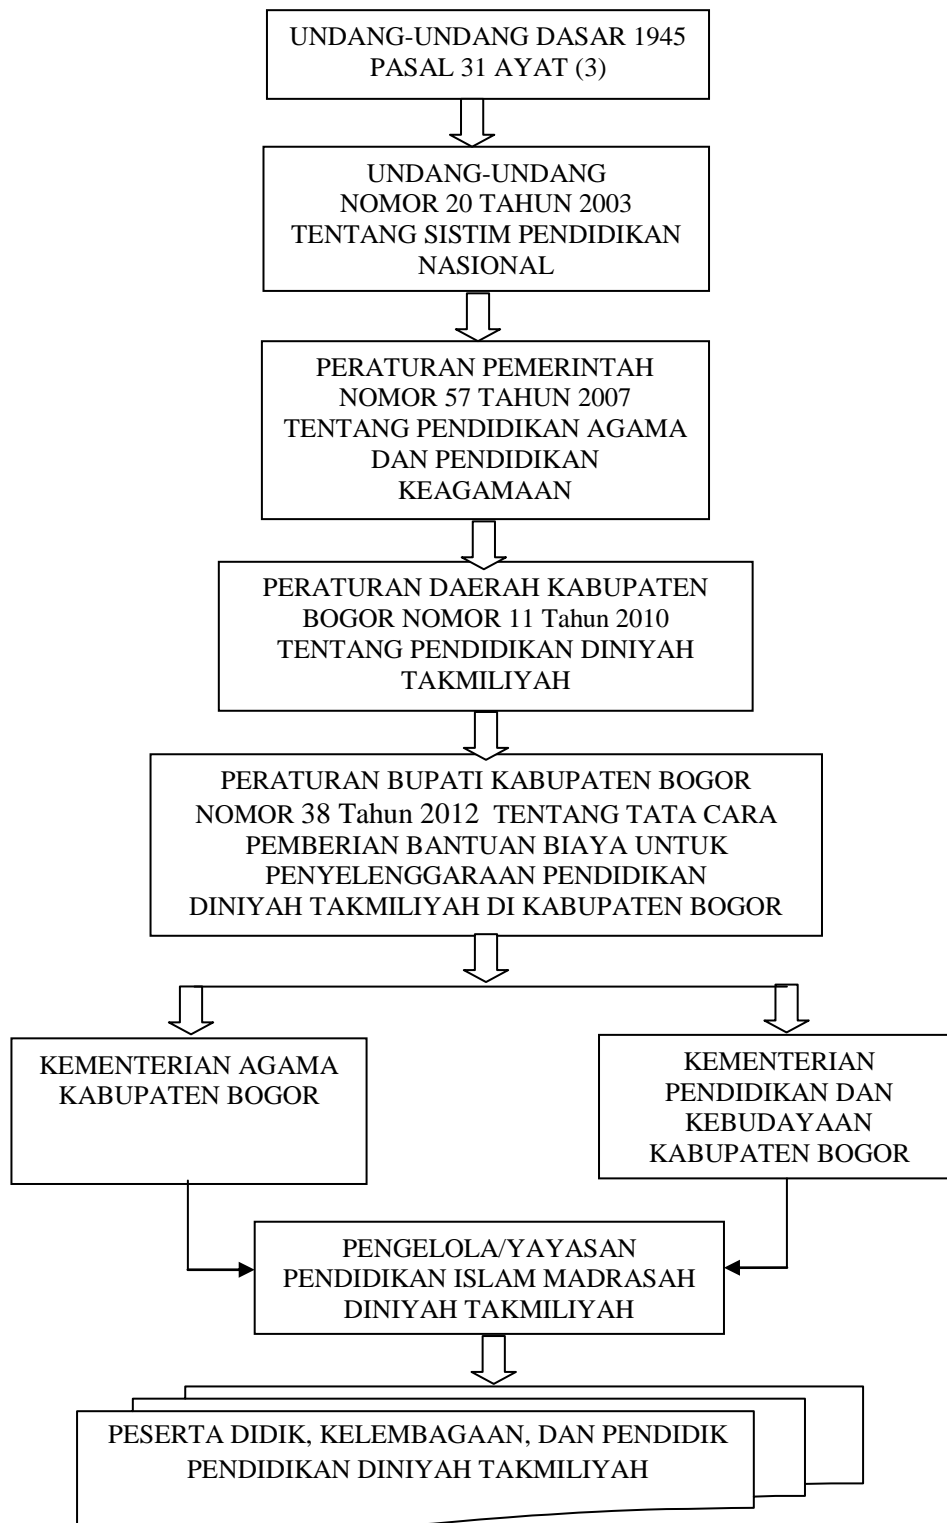 UNDANG-UNDANG DASAR 1945
PASAL 31 AYAT (3)
UNDANG-UNDANG
NOMOR 20 TAHUN 2003
TENTANG SISTIM PENDIDIKAN
NASIONAL
PERATURAN PEMERINTAH
NOMOR 57 TAHUN 2007
TENTANG PENDIDIKAN AGAMA
DAN PENDIDIKAN
KEAGAMAAN
PERATURAN DAERAH KABUPATEN
BOGOR NOMOR 11 Tahun 2010
TENTANG PENDIDIKAN DINIYAH
TAKMILIYAH
PERATURAN BUPATI KABUPATEN BOGOR
NOMOR 38 Tahun 2012 TENTANG TATA CARA
PEMBERIAN BANTUAN BIAYA UNTUK
PENYELENGGARAAN PENDIDIKAN
DINIYAH TAKMILIYAH DI KABUPATEN BOGOR
KEMENTERIAN AGAMA
KABUPATEN BOGOR
KEMENTERIAN
PENDIDIKAN DAN
KEBUDAYAAN
KABUPATEN BOGOR
PENGELOLA/YAYASAN
PENDIDIKAN ISLAM MADRASAH
DINIYAH TAKMILIYAH
PESERTA DIDIK, KELEMBAGAAN, DAN PENDIDIK
PENDIDIKAN DINIYAH TAKMILIYAH